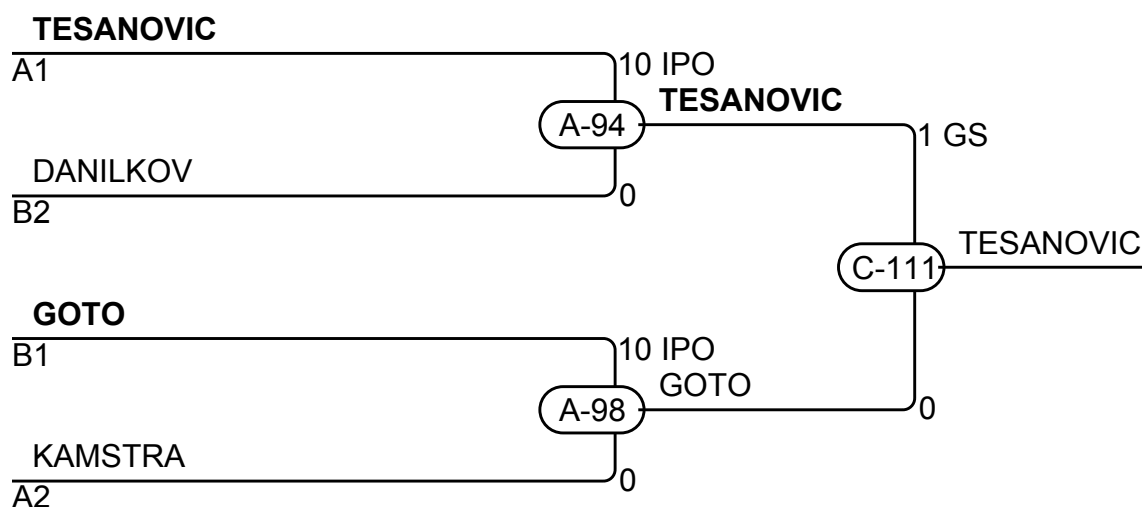 TESANOVIC
A1
10 IPO
TESANOVIC
A-94
1 GS
DANILKOV
B2
0
TESANOVIC
C-111
GOTO
B1
10 IPO
GOTO
A-98
0
KAMSTRA
A2
0